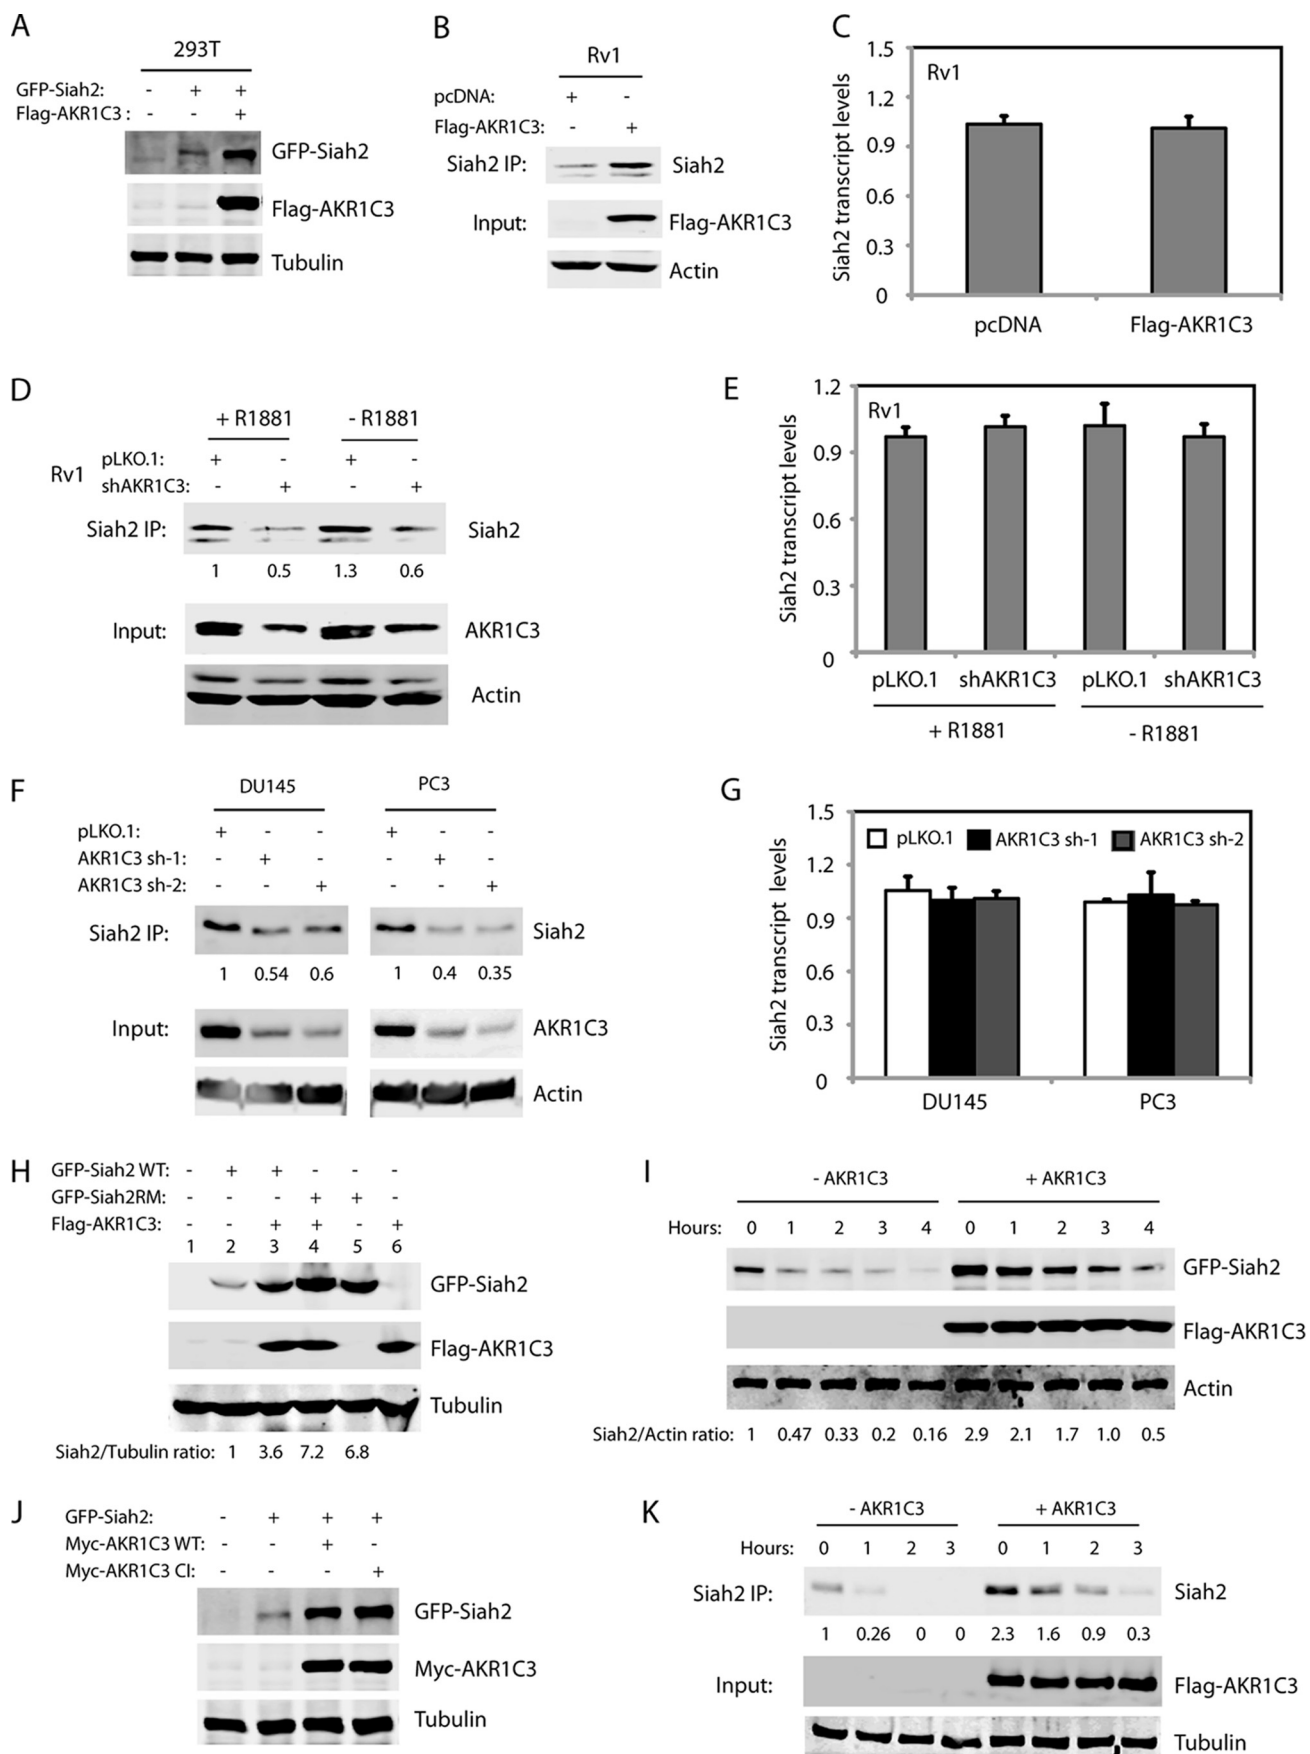 A
293T
GFP-Siah2: - + +
Flag-AKR1C3 : - - +
GFP-Siah2
Flag-AKR1C3
Tubulin
B
Rv1
pcDNA: + -
Flag-AKR1C3: - +
Siah2 IP: Siah2
Input: Flag-AKR1C3
Actin
C
Rv1
Siah2 transcript levels
1.5
1.2
0.9
0.6
0.3
0
pcDNA Flag-AKR1C3
D
+ R1881 - R1881
Rv1
pLKO.1: + - + -
shAKR1C3: - + - +
Siah2 IP: Siah2
1 0.5 1.3 0.6
Input: AKR1C3
Actin
E
Rv1
Siah2 transcript levels
1.2
0.9
0.6
0.3
0
pLKO.1 shAKR1C3 pLKO.1 shAKR1C3
+ R1881 - R1881
F
DU145 PC3
pLKO.1: + - - + - -
AKR1C3 sh-1: - + - - + -
AKR1C3 sh-2: - - + - - +
Siah2 IP: Siah2
1 0.54 0.6 1 0.4 0.35
Input: AKR1C3
Actin
G
pLKO.1 AKR1C3 sh-1 AKR1C3 sh-2
Siah2 transcript levels
1.5
1.2
0.9
0.6
0.3
0
DU145 PC3
H
GFP-Siah2 WT: - + + - - -
GFP-Siah2RM: - - - + + -
Flag-AKR1C3: - - + + - +
1 2 3 4 5 6
GFP-Siah2
Flag-AKR1C3
Tubulin
Siah2/Tubulin ratio: 1 3.6 7.2 6.8
I
- AKR1C3 + AKR1C3
Hours: 0 1 2 3 4 0 1 2 3 4
GFP-Siah2
Flag-AKR1C3
Actin
Siah2/Actin ratio: 1 0.47 0.33 0.2 0.16 2.9 2.1 1.7 1.0 0.5
J
GFP-Siah2: - + + +
Myc-AKR1C3 WT: - - + -
Myc-AKR1C3 CI: - - - +
GFP-Siah2
Myc-AKR1C3
Tubulin
K
- AKR1C3 + AKR1C3
Hours: 0 1 2 3 0 1 2 3
Siah2 IP: Siah2
1 0.26 0 0 2.3 1.6 0.9 0.3
Input: Flag-AKR1C3
Tubulin